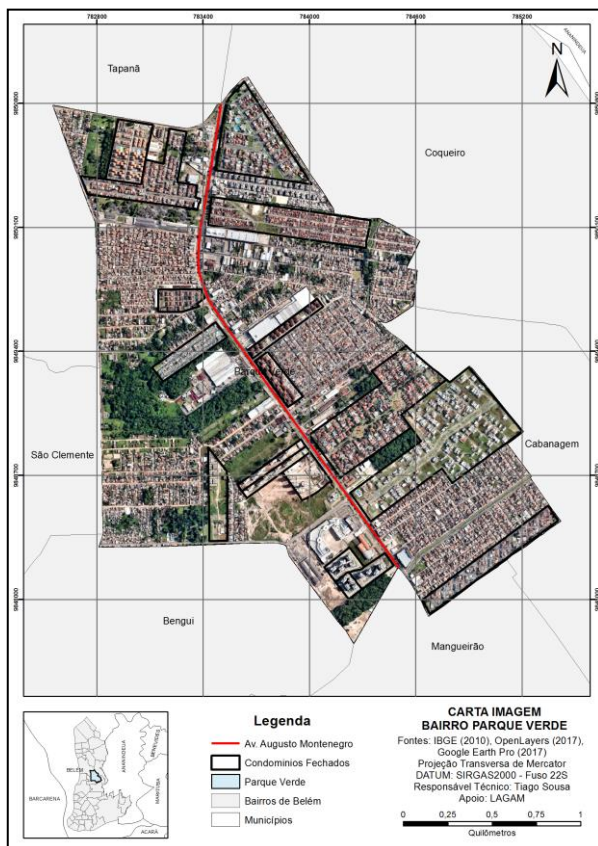 782800 783400 784000 784600 785200
ANANINDEUA
N
Tapanã
Coqueiro
Parque Verde
São Clemente
Cabanagem
Bengui
Mangueirão
BELÉM
ANANINDEUA
BENEVIDES
MARITUBA
BARCARENA
ACARÁ
Legenda
Av. Augusto Montenegro
Condominios Fechados
Parque Verde
Bairros de Belém
Municípios
CARTA IMAGEM
BAIRRO PARQUE VERDE
Fontes: IBGE (2010), OpenLayers (2017),
Google Earth Pro (2017)
Projeção Transversa de Mercator
DATUM: SIRGAS2000 - Fuso 22S
Responsável Técnico: Tiago Sousa
Apoio: LAGAM
0 0,25 0,5 0,75 1
Quilômetros